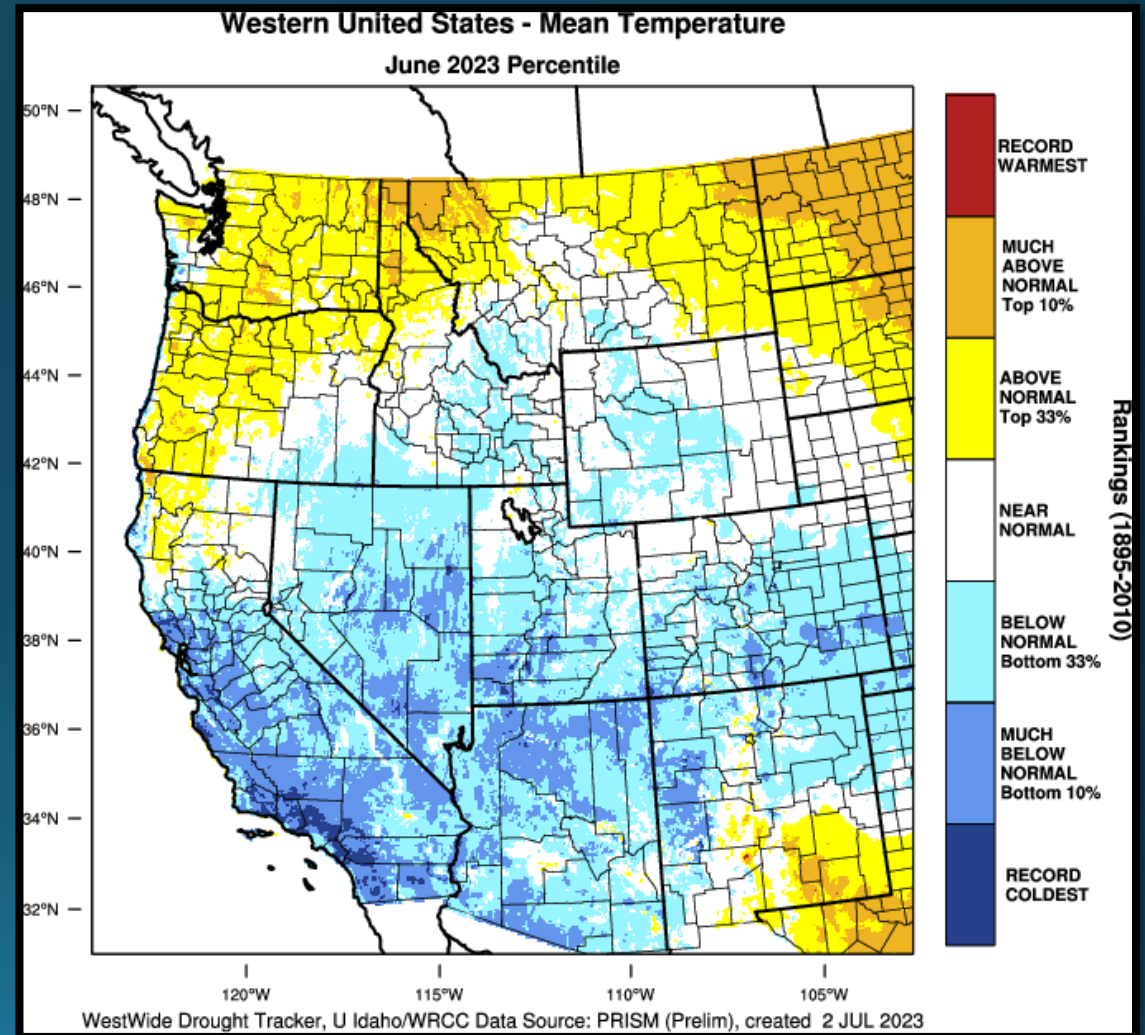 Western United States - Mean Temperature
June 2023 Percentile
50°N
48°N
46°N
44°N
42°N
40°N
38°N
36°N
34°N
32°N
120°W
115°W
110°W
105°W
RECORD
WARMEST
MUCH
ABOVE
NORMAL
Top 10%
ABOVE
NORMAL
Top 33%
NEAR
NORMAL
BELOW
NORMAL
Bottom 33%
MUCH
BELOW
NORMAL
Bottom 10%
RECORD
COLDEST
Rankings (1895-2010)
WestWide Drought Tracker, U Idaho/WRCC Data Source: PRISM (Prelim), created 2 JUL 2023